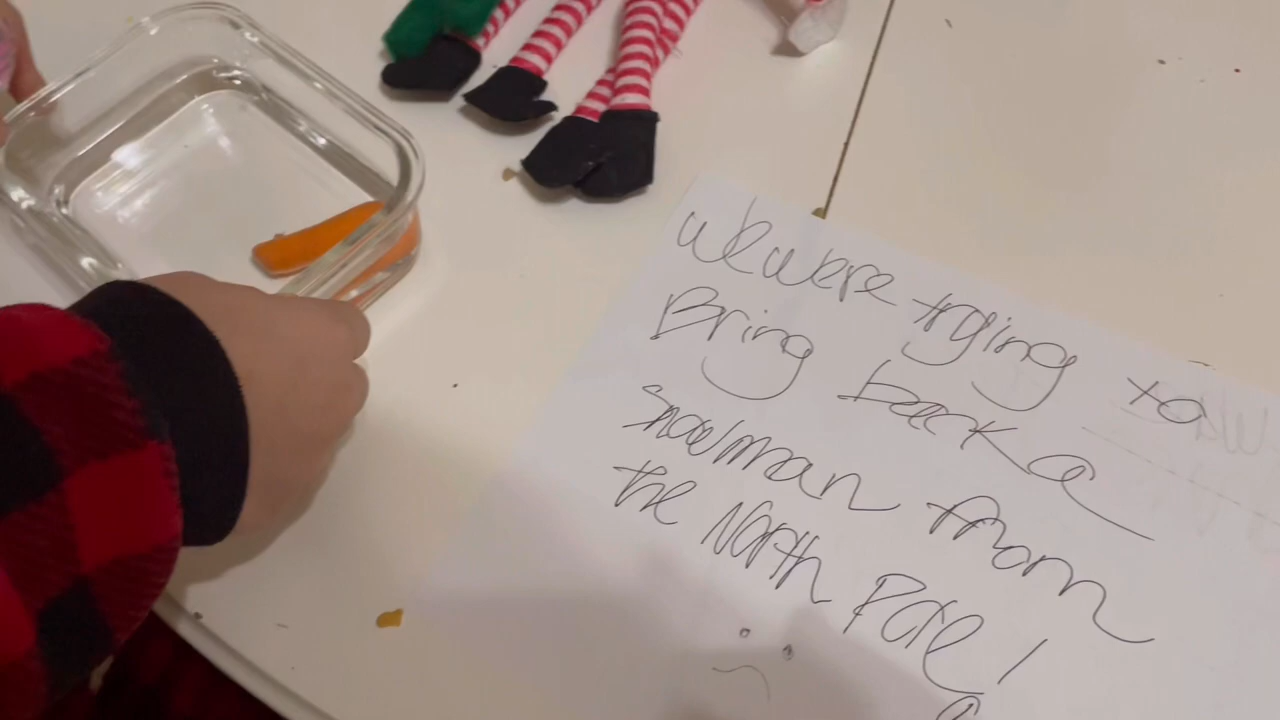 We were trying to
Bring back a
snowman from
the North Pole!